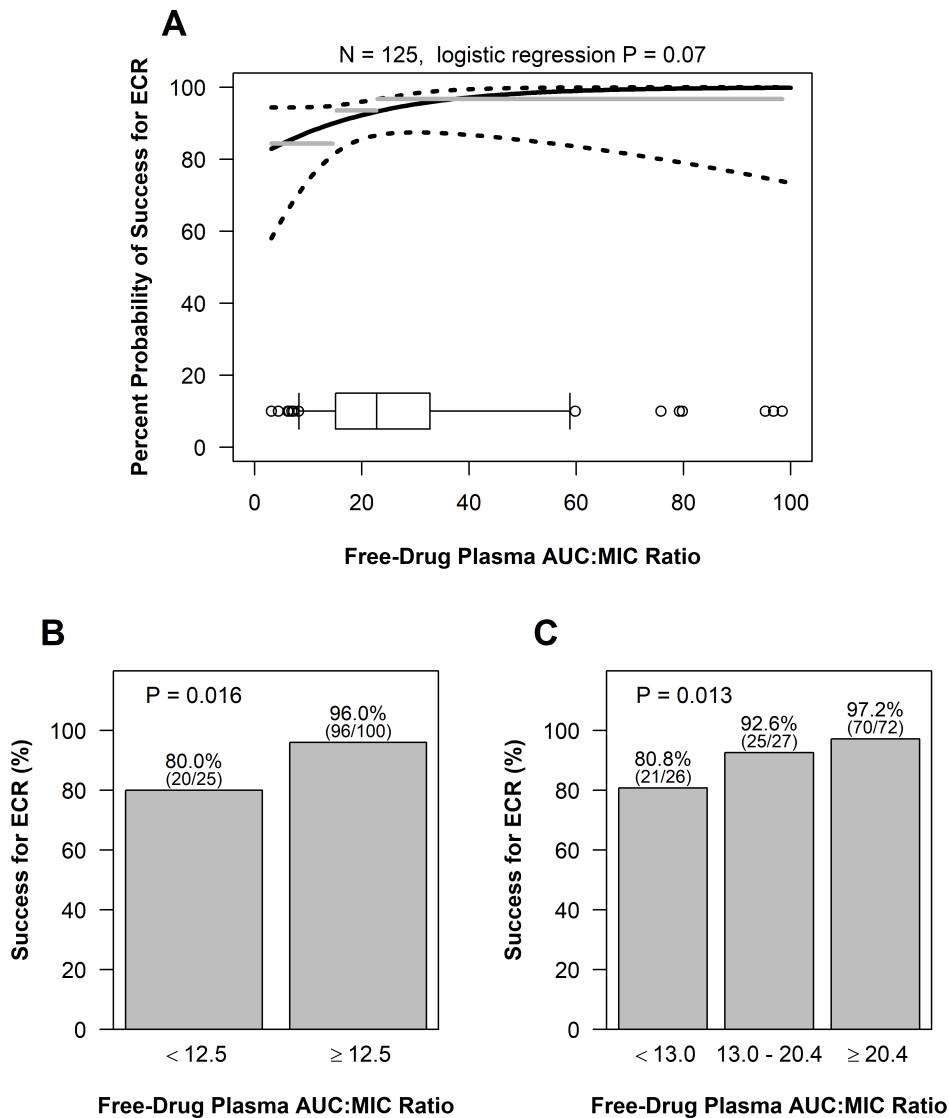 A
N = 125, logistic regression P = 0.07
Percent Probability of Success for ECR
100
80
60
40
20
0
0 20 40 60 80 100
Free-Drug Plasma AUC:MIC Ratio
B
P = 0.016
Success for ECR (%)
100
80
60
40
20
0
80.0%
(20/25)
96.0%
(96/100)
< 12.5 ≥ 12.5
Free-Drug Plasma AUC:MIC Ratio
C
P = 0.013
Success for ECR (%)
100
80
60
40
20
0
80.8%
(21/26)
92.6%
(25/27)
97.2%
(70/72)
< 13.0 13.0 - 20.4 ≥ 20.4
Free-Drug Plasma AUC:MIC Ratio